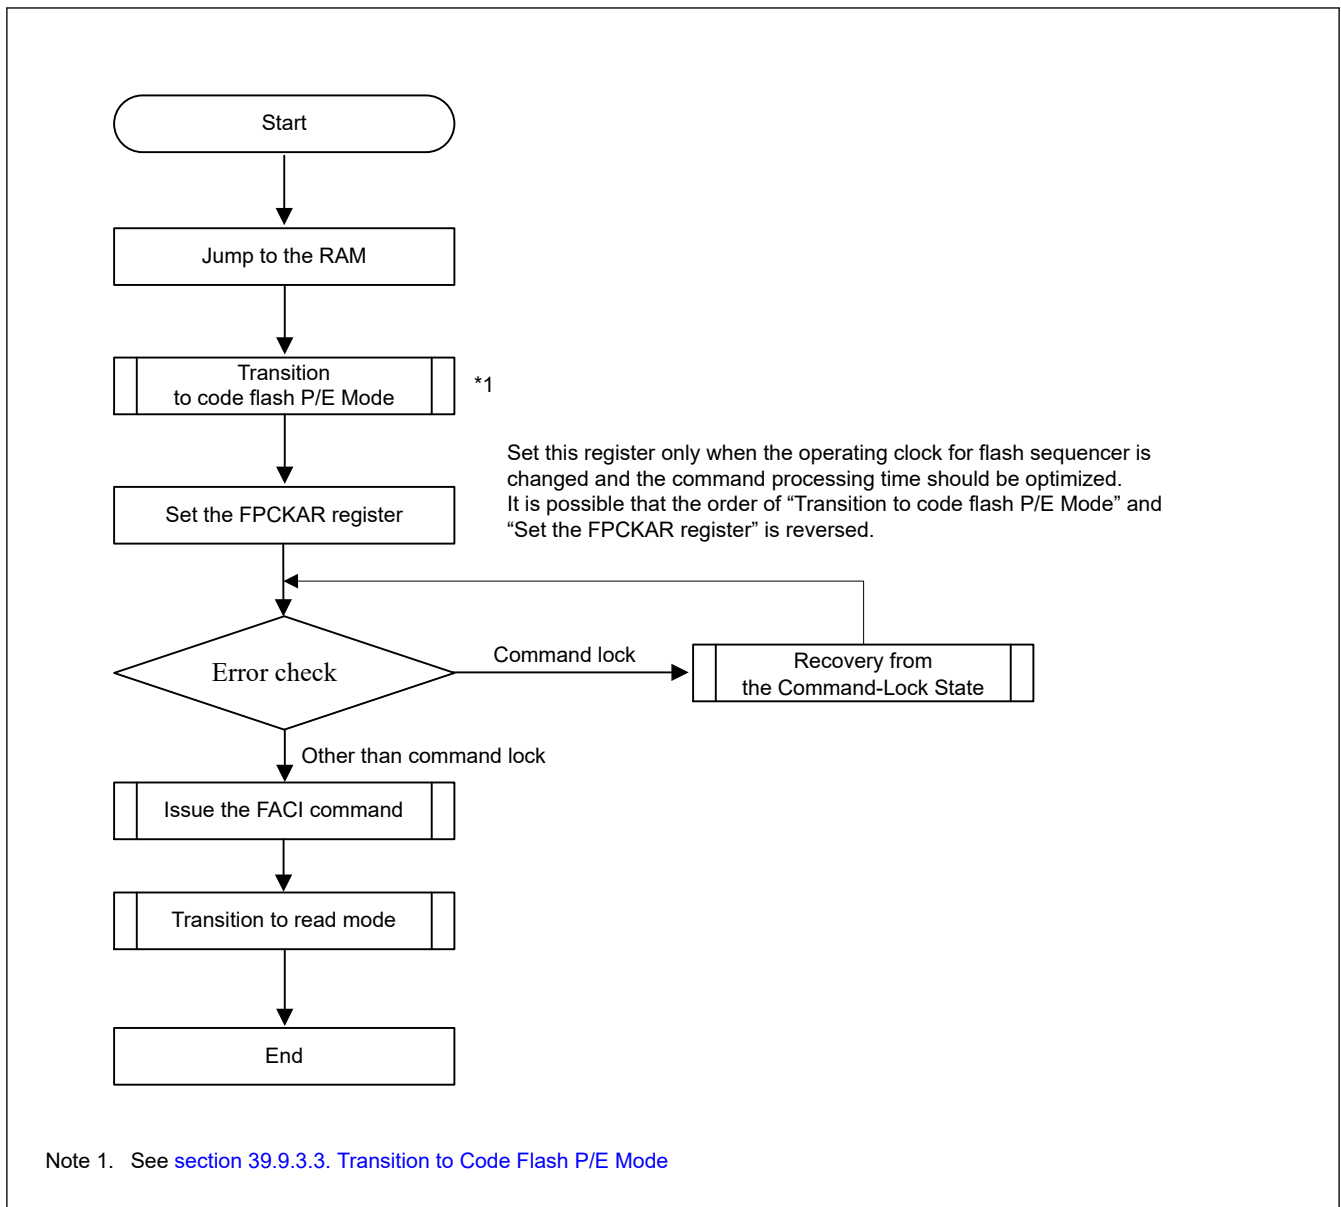 Start
Jump to the RAM
Transition
to code flash P/E Mode
*1
Set this register only when the operating clock for flash sequencer is
changed and the command processing time should be optimized.
It is possible that the order of “Transition to code flash P/E Mode” and
“Set the FPCKAR register” is reversed.
Set the FPCKAR register
Error check
Command lock
Recovery from
the Command-Lock State
Other than command lock
Issue the FACI command
Transition to read mode
End
Note 1. See section 39.9.3.3. Transition to Code Flash P/E Mode